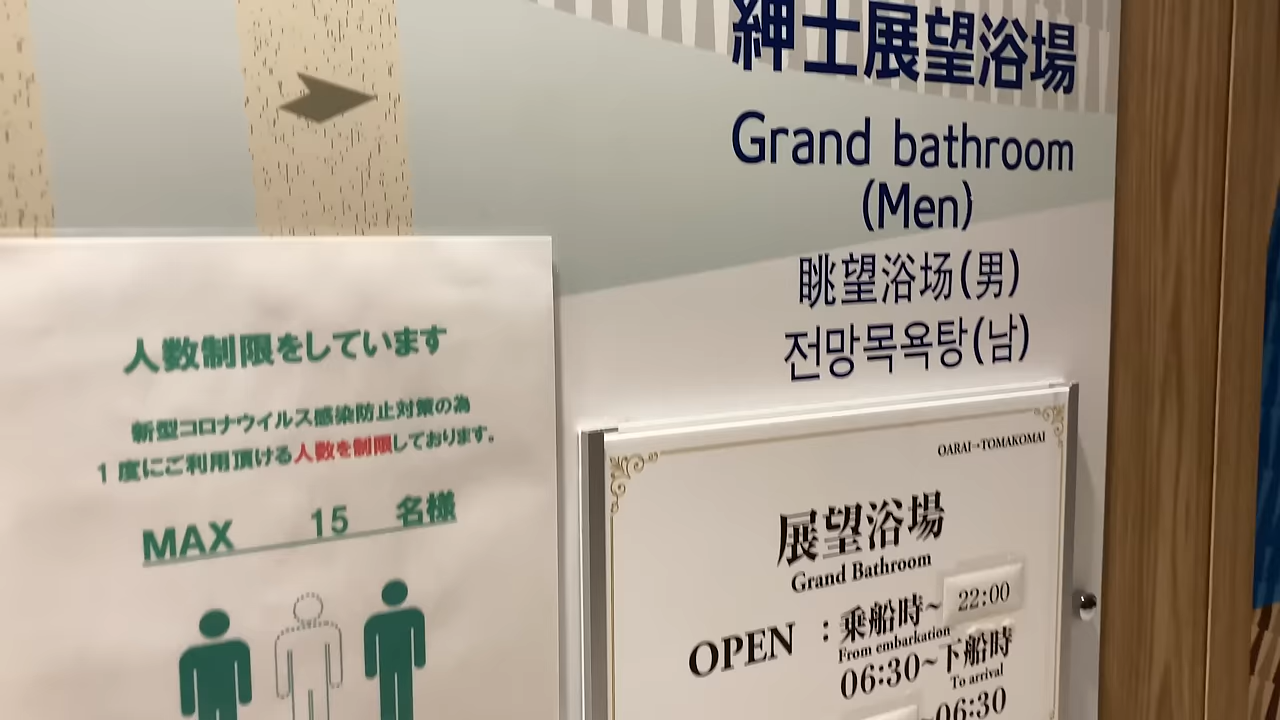 紳士展望浴場
Grand bathroom
(Men)
眺望浴场(男)
전망목욕탕(남)
人数制限をしています
新型コロナウイルス感染防止対策の為
1度にご利用頂ける人数を制限しております。
MAX 15 名様
OARAI→TOMAKOMAI
展望浴場
Grand Bathroom
OPEN : 乗船時~ 22:00
From embarkation
06:30~下船時
To arrival
~06:30